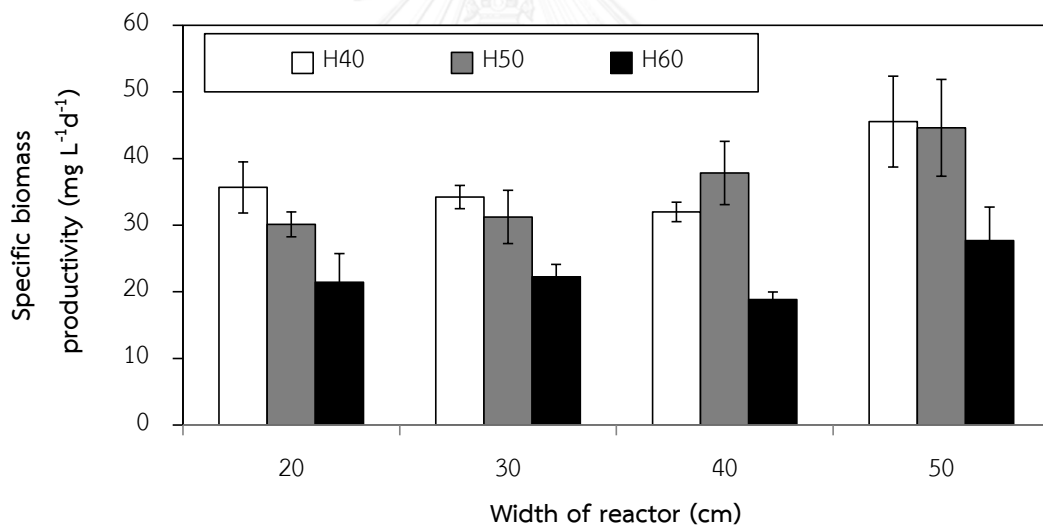 60
H40 H50 H60
50
40
30
20
10
0
Specific biomass
productivity (mg L⁻¹d⁻¹)
20 30 40 50
Width of reactor (cm)